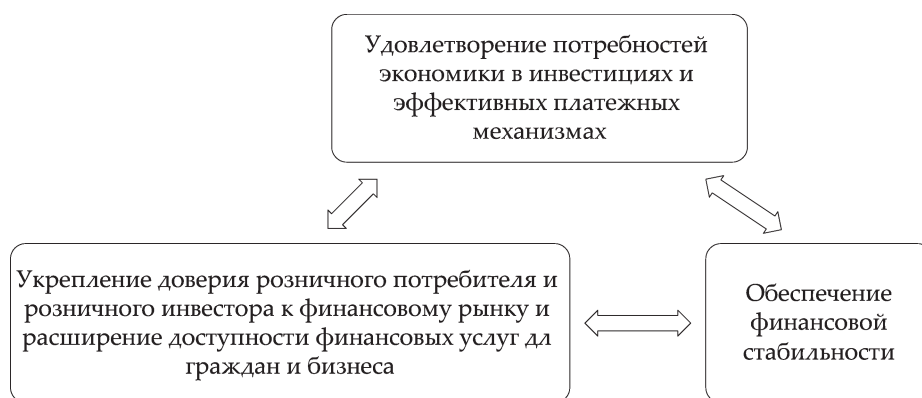 Удовлетворение потребностей
экономики в инвестициях и
эффективных платежных
механизмах
Укрепление доверия розничного потребителя и
розничного инвестора к финансовому рынку и
расширение доступности финансовых услуг дл
граждан и бизнеса
Обеспечение
финансовой
стабильности